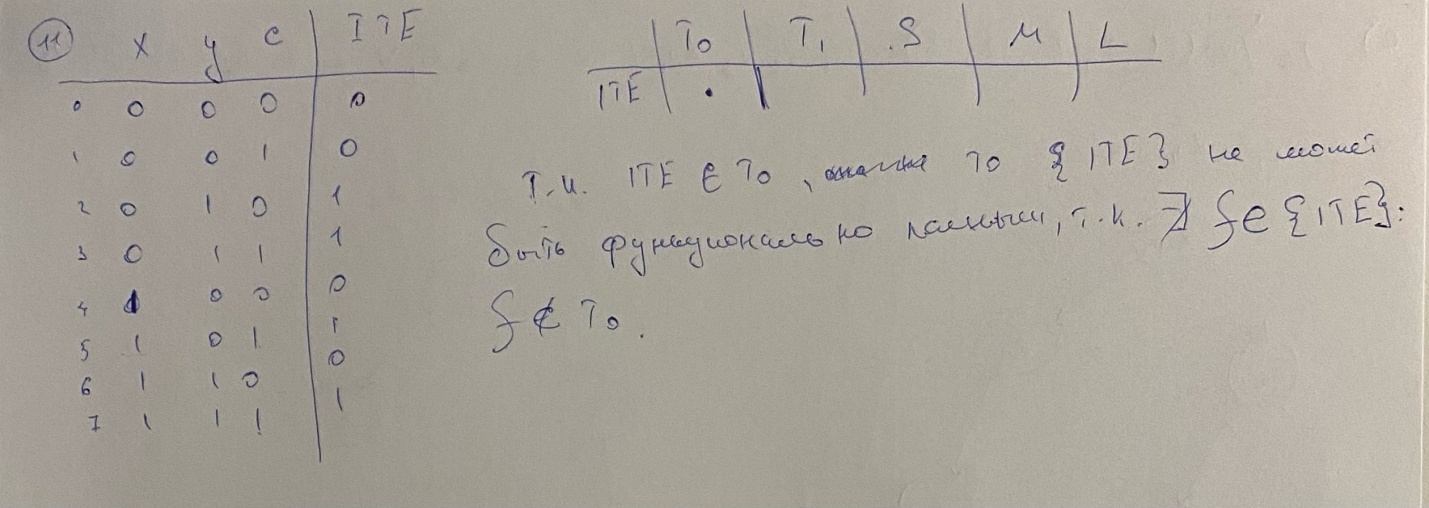 11 x y c ITE
0 0 0 0 0
1 0 0 1 0
2 0 1 0 1
3 0 1 1 1
4 1 0 0 0
5 1 0 1 1
6 1 1 0 0
7 1 1 1 1
T₀ T₁ S M L
ITE •
Т.к. ITE ∈ T₀, то {ITE} не может
быть функционально полным, т.к. ∄ f ∈ {ITE}:
f ∉ T₀.